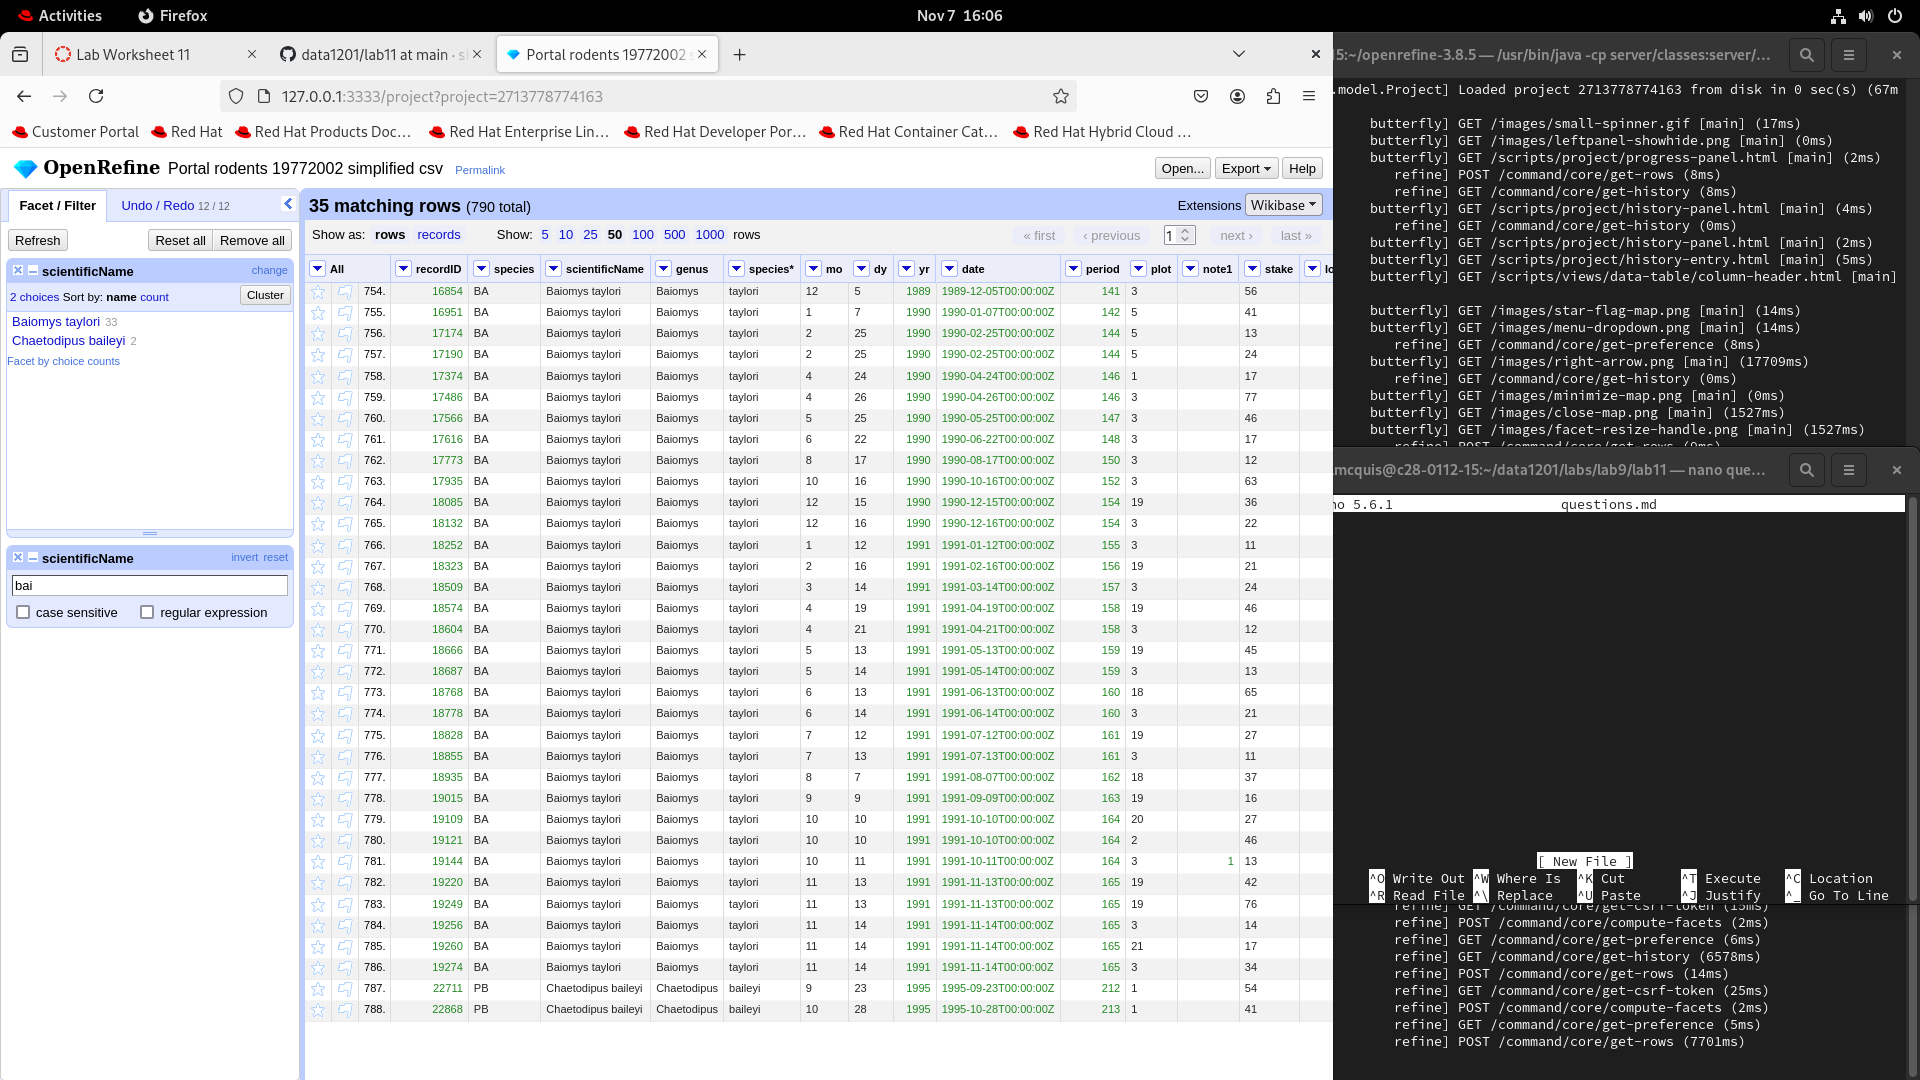 Activities Firefox Nov 7 16:06
Lab Worksheet 11 data1201/lab11 at main · s Portal rodents 19772002
127.0.0.1:3333/project?project=2713778774163
Customer Portal Red Hat Red Hat Products Doc… Red Hat Enterprise Lin… Red Hat Developer Por… Red Hat Container Cat… Red Hat Hybrid Cloud …
OpenRefine Portal rodents 19772002 simplified csv Permalink Open... Export Help
Facet / Filter Undo / Redo 12 / 12
Refresh Reset all Remove all
scientificName change
2 choices Sort by: name count Cluster
Baiomys taylori 33
Chaetodipus baileyi 2
Facet by choice counts
scientificName invert reset
bai
case sensitive regular expression
35 matching rows (790 total) Extensions Wikibase
Show as: rows records Show: 5 10 25 50 100 500 1000 rows « first ‹ previous 1 next › last »
All recordID species scientificName genus species* mo dy yr date period plot note1 stake
754. 16854 BA Baiomys taylori Baiomys taylori 12 5 1989 1989-12-05T00:00:00Z 141 3 56
755. 16951 BA Baiomys taylori Baiomys taylori 1 7 1990 1990-01-07T00:00:00Z 142 5 41
756. 17174 BA Baiomys taylori Baiomys taylori 2 25 1990 1990-02-25T00:00:00Z 144 5 13
757. 17190 BA Baiomys taylori Baiomys taylori 2 25 1990 1990-02-25T00:00:00Z 144 5 24
758. 17374 BA Baiomys taylori Baiomys taylori 4 24 1990 1990-04-24T00:00:00Z 146 1 17
759. 17486 BA Baiomys taylori Baiomys taylori 4 26 1990 1990-04-26T00:00:00Z 146 3 77
760. 17566 BA Baiomys taylori Baiomys taylori 5 25 1990 1990-05-25T00:00:00Z 147 3 46
761. 17616 BA Baiomys taylori Baiomys taylori 6 22 1990 1990-06-22T00:00:00Z 148 3 17
762. 17773 BA Baiomys taylori Baiomys taylori 8 17 1990 1990-08-17T00:00:00Z 150 3 12
763. 17935 BA Baiomys taylori Baiomys taylori 10 16 1990 1990-10-16T00:00:00Z 152 3 63
764. 18085 BA Baiomys taylori Baiomys taylori 12 15 1990 1990-12-15T00:00:00Z 154 19 36
765. 18132 BA Baiomys taylori Baiomys taylori 12 16 1990 1990-12-16T00:00:00Z 154 3 22
766. 18252 BA Baiomys taylori Baiomys taylori 1 12 1991 1991-01-12T00:00:00Z 155 3 11
767. 18323 BA Baiomys taylori Baiomys taylori 2 16 1991 1991-02-16T00:00:00Z 156 19 21
768. 18509 BA Baiomys taylori Baiomys taylori 3 14 1991 1991-03-14T00:00:00Z 157 3 24
769. 18574 BA Baiomys taylori Baiomys taylori 4 19 1991 1991-04-19T00:00:00Z 158 19 46
770. 18604 BA Baiomys taylori Baiomys taylori 4 21 1991 1991-04-21T00:00:00Z 158 3 12
771. 18666 BA Baiomys taylori Baiomys taylori 5 13 1991 1991-05-13T00:00:00Z 159 19 45
772. 18687 BA Baiomys taylori Baiomys taylori 5 14 1991 1991-05-14T00:00:00Z 159 3 13
773. 18768 BA Baiomys taylori Baiomys taylori 6 13 1991 1991-06-13T00:00:00Z 160 18 65
774. 18778 BA Baiomys taylori Baiomys taylori 6 14 1991 1991-06-14T00:00:00Z 160 3 21
775. 18828 BA Baiomys taylori Baiomys taylori 7 12 1991 1991-07-12T00:00:00Z 161 19 27
776. 18855 BA Baiomys taylori Baiomys taylori 7 13 1991 1991-07-13T00:00:00Z 161 3 11
777. 18935 BA Baiomys taylori Baiomys taylori 8 7 1991 1991-08-07T00:00:00Z 162 18 37
778. 19015 BA Baiomys taylori Baiomys taylori 9 9 1991 1991-09-09T00:00:00Z 163 19 16
779. 19109 BA Baiomys taylori Baiomys taylori 10 10 1991 1991-10-10T00:00:00Z 164 20 27
780. 19121 BA Baiomys taylori Baiomys taylori 10 10 1991 1991-10-10T00:00:00Z 164 2 46
781. 19144 BA Baiomys taylori Baiomys taylori 10 11 1991 1991-10-11T00:00:00Z 164 3 1 13
782. 19220 BA Baiomys taylori Baiomys taylori 11 13 1991 1991-11-13T00:00:00Z 165 19 42
783. 19249 BA Baiomys taylori Baiomys taylori 11 13 1991 1991-11-13T00:00:00Z 165 19 76
784. 19256 BA Baiomys taylori Baiomys taylori 11 14 1991 1991-11-14T00:00:00Z 165 3 14
785. 19260 BA Baiomys taylori Baiomys taylori 11 14 1991 1991-11-14T00:00:00Z 165 21 17
786. 19274 BA Baiomys taylori Baiomys taylori 11 14 1991 1991-11-14T00:00:00Z 165 3 34
787. 22711 PB Chaetodipus baileyi Chaetodipus baileyi 9 23 1995 1995-09-23T00:00:00Z 212 1 54
788. 22868 PB Chaetodipus baileyi Chaetodipus baileyi 10 28 1995 1995-10-28T00:00:00Z 213 1 41
15:~/openrefine-3.8.5 — /usr/bin/java -cp server/classes:server/…
.model.Project] Loaded project 2713778774163 from disk in 0 sec(s) (67m
butterfly] GET /images/small-spinner.gif [main] (17ms)
butterfly] GET /images/leftpanel-showhide.png [main] (0ms)
butterfly] GET /scripts/project/progress-panel.html [main] (2ms)
refine] POST /command/core/get-rows (8ms)
refine] GET /command/core/get-history (8ms)
butterfly] GET /scripts/project/history-panel.html [main] (4ms)
refine] GET /command/core/get-history (0ms)
butterfly] GET /scripts/project/history-panel.html [main] (2ms)
butterfly] GET /scripts/project/history-entry.html [main] (5ms)
butterfly] GET /scripts/views/data-table/column-header.html [main]
butterfly] GET /images/star-flag-map.png [main] (14ms)
butterfly] GET /images/menu-dropdown.png [main] (14ms)
refine] GET /command/core/get-preference (8ms)
butterfly] GET /images/right-arrow.png [main] (17709ms)
refine] GET /command/core/get-history (0ms)
butterfly] GET /images/minimize-map.png [main] (0ms)
butterfly] GET /images/close-map.png [main] (1527ms)
butterfly] GET /images/facet-resize-handle.png [main] (1527ms)
refine] POST /command/core/get-rows (9ms)
mcquis@c28-0112-15:~/data1201/labs/lab9/lab11 — nano que…
no 5.6.1 questions.md
[ New File ]
^O Write Out ^W Where Is ^K Cut ^T Execute ^C Location
^R Read File ^\ Replace ^U Paste ^J Justify ^_ Go To Line
refine] GET /command/core/get-csrf-token (15ms)
refine] POST /command/core/compute-facets (2ms)
refine] GET /command/core/get-preference (6ms)
refine] GET /command/core/get-history (6578ms)
refine] POST /command/core/get-rows (14ms)
refine] GET /command/core/get-csrf-token (25ms)
refine] POST /command/core/compute-facets (2ms)
refine] GET /command/core/get-preference (5ms)
refine] POST /command/core/get-rows (7701ms)